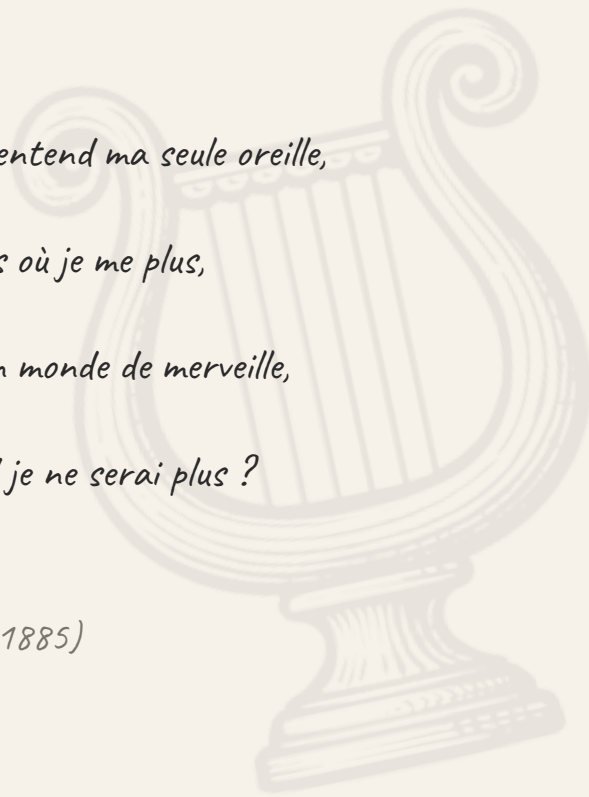 entend ma seule oreille,
s où je me plus,
monde de merveille,
je ne serai plus ?
1885)